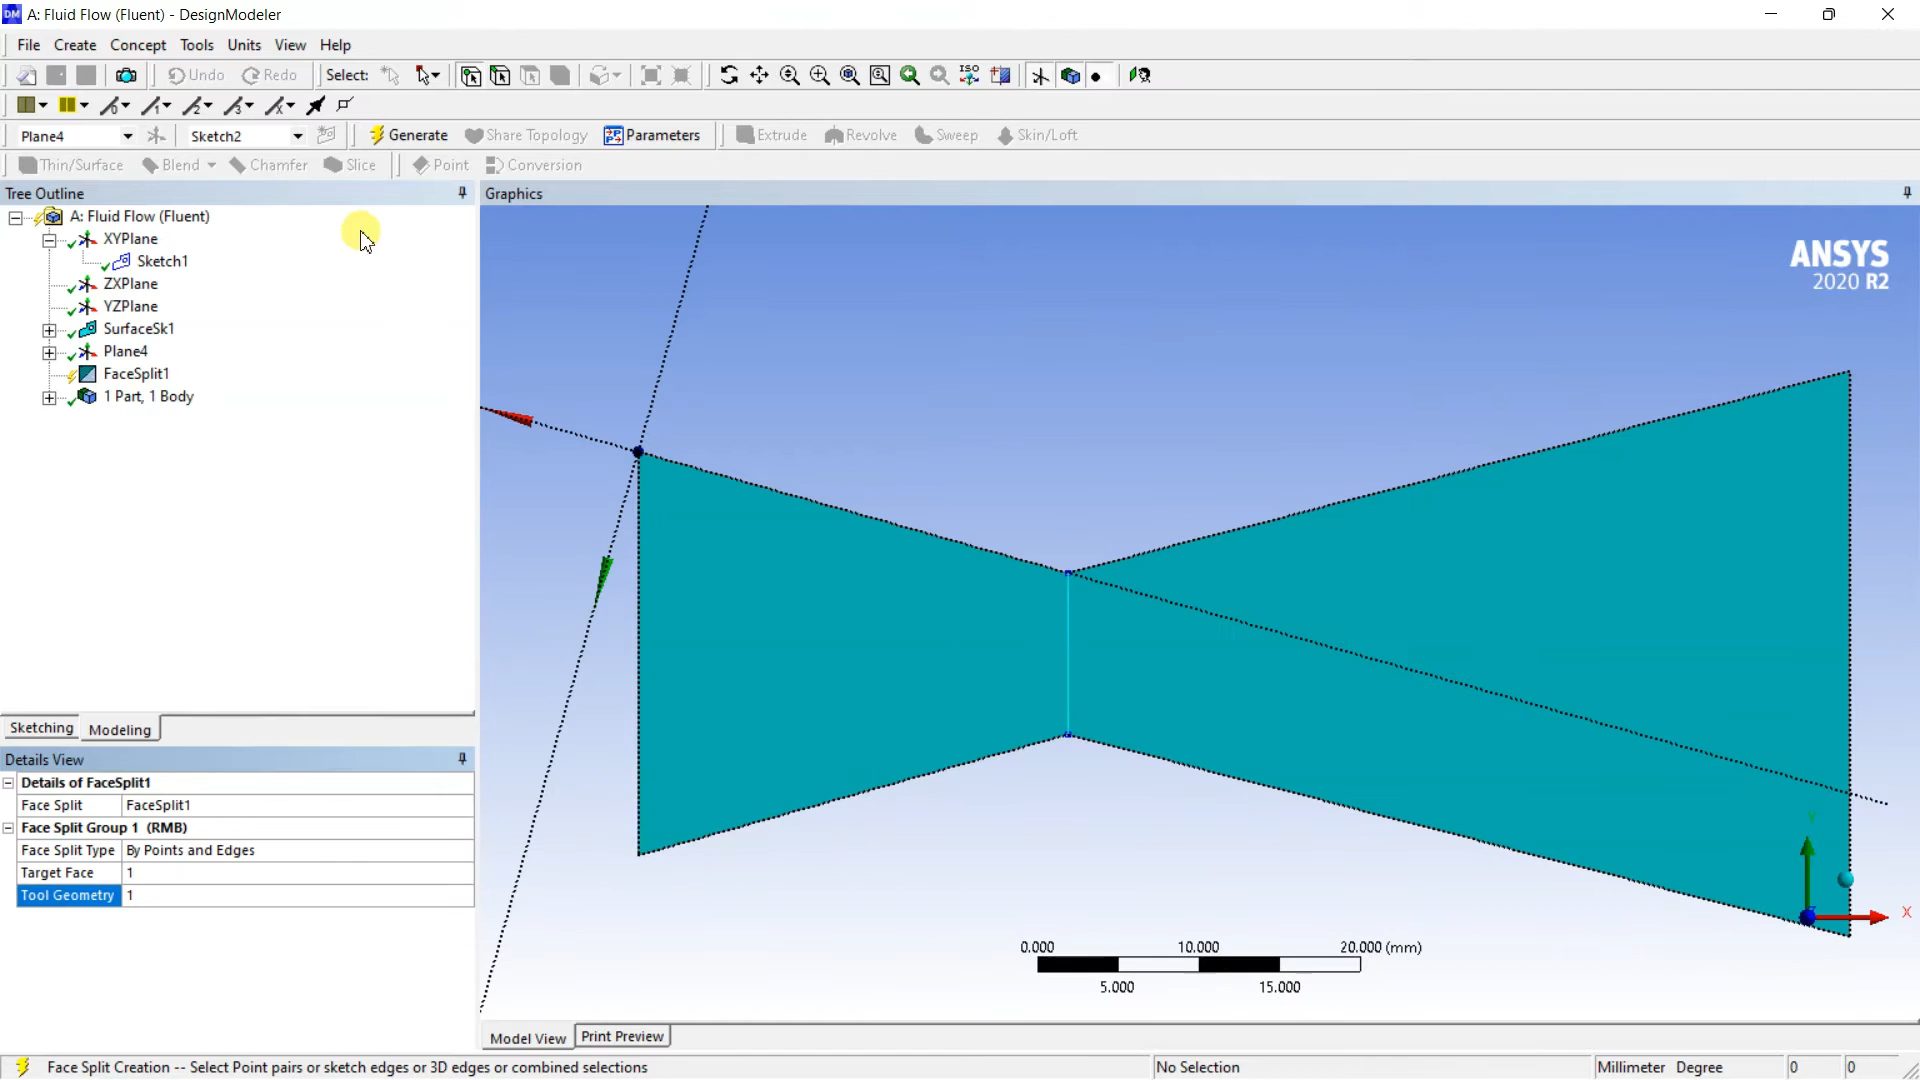 DM A: Fluid Flow (Fluent) - DesignModeler
File Create Concept Tools Units View Help
Undo Redo Select: ISO
Plane4 Sketch2 Generate Share Topology Parameters Extrude Revolve Sweep Skin/Loft
Thin/Surface Blend Chamfer Slice Point Conversion
Tree Outline
A: Fluid Flow (Fluent)
XYPlane
Sketch1
ZXPlane
YZPlane
SurfaceSk1
Plane4
FaceSplit1
1 Part, 1 Body
Sketching Modeling
Details View
Details of FaceSplit1
Face Split FaceSplit1
Face Split Group 1 (RMB)
Face Split Type By Points and Edges
Target Face 1
Tool Geometry 1
Graphics
ANSYS
2020 R2
Y
X
0.000 10.000 20.000 (mm)
5.000 15.000
Model View Print Preview
Face Split Creation -- Select Point pairs or sketch edges or 3D edges or combined selections No Selection Millimeter Degree 0 0